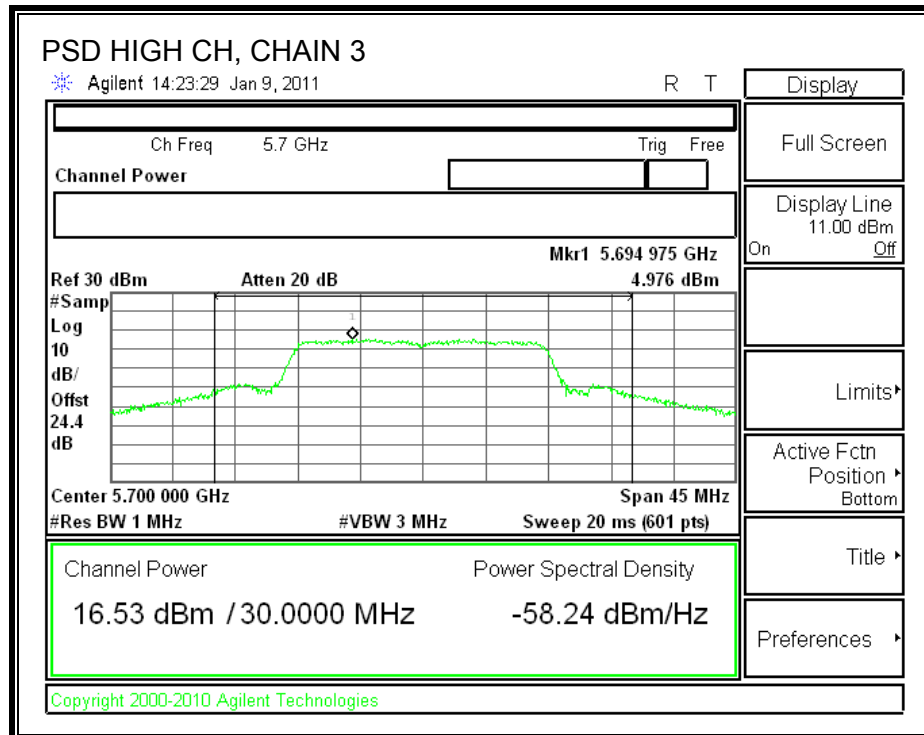 PSD HIGH CH, CHAIN 3
Agilent 14:23:29 Jan 9, 2011 R T
Display
Ch Freq 5.7 GHz Trig Free
Full Screen
Channel Power
Display Line
11.00 dBm
On Off
Mkr1 5.694 975 GHz
Ref 30 dBm Atten 20 dB 4.976 dBm
#Samp
Log
10
dB/
Offst
24.4
dB
1
Limits
Active Fctn
Position
Bottom
Center 5.700 000 GHz Span 45 MHz
#Res BW 1 MHz #VBW 3 MHz Sweep 20 ms (601 pts)
Channel Power Power Spectral Density
Title
16.53 dBm / 30.0000 MHz -58.24 dBm/Hz
Preferences
Copyright 2000-2010 Agilent Technologies